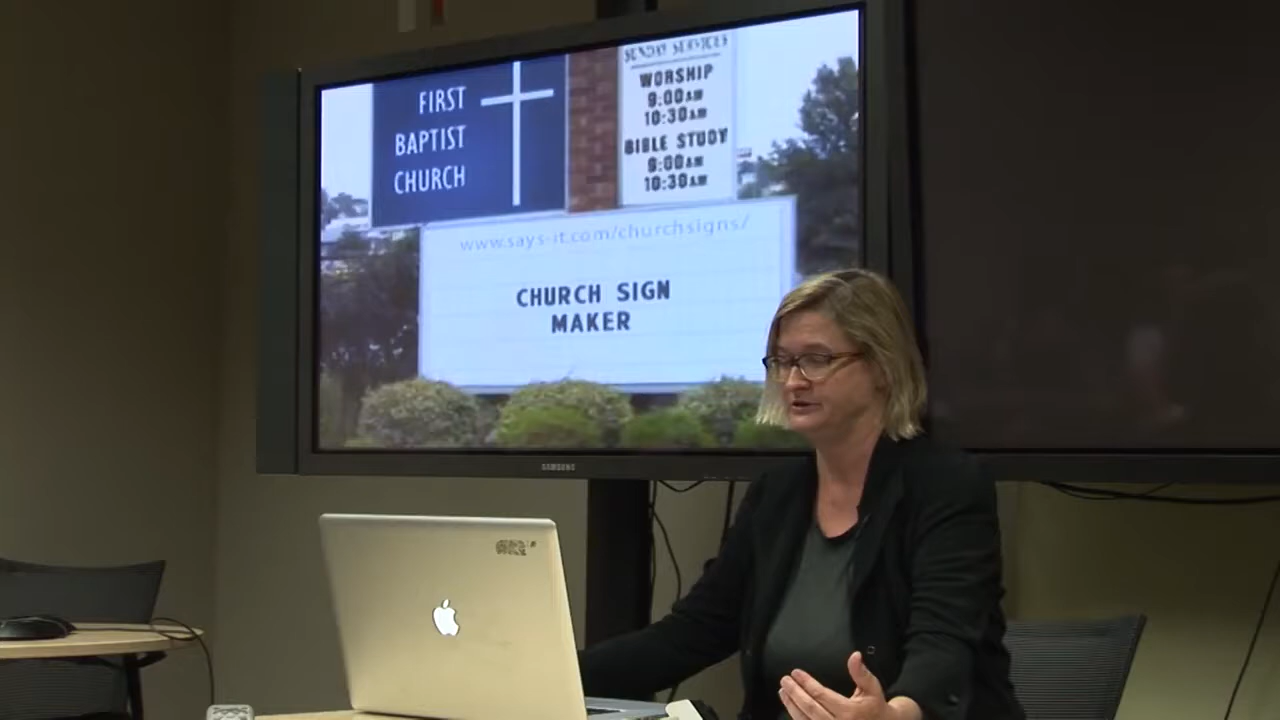 FIRST
BAPTIST
CHURCH
SUNDAY SERVICES
WORSHIP
9:00AM
10:30AM
BIBLE STUDY
9:00AM
10:30AM
www.says-it.com/churchsigns/
CHURCH SIGN
MAKER
SAMSUNG